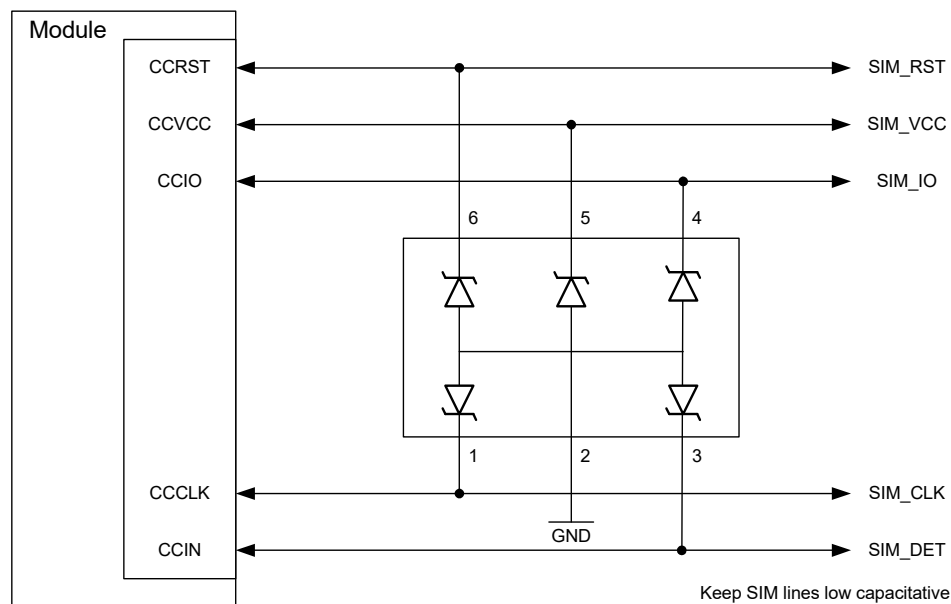 Module
CCRST
SIM_RST
CCVCC
SIM_VCC
CCIO
SIM_IO
6
5
4
1
2
3
CCCLK
SIM_CLK
GND
CCIN
SIM_DET
Keep SIM lines low capacitative